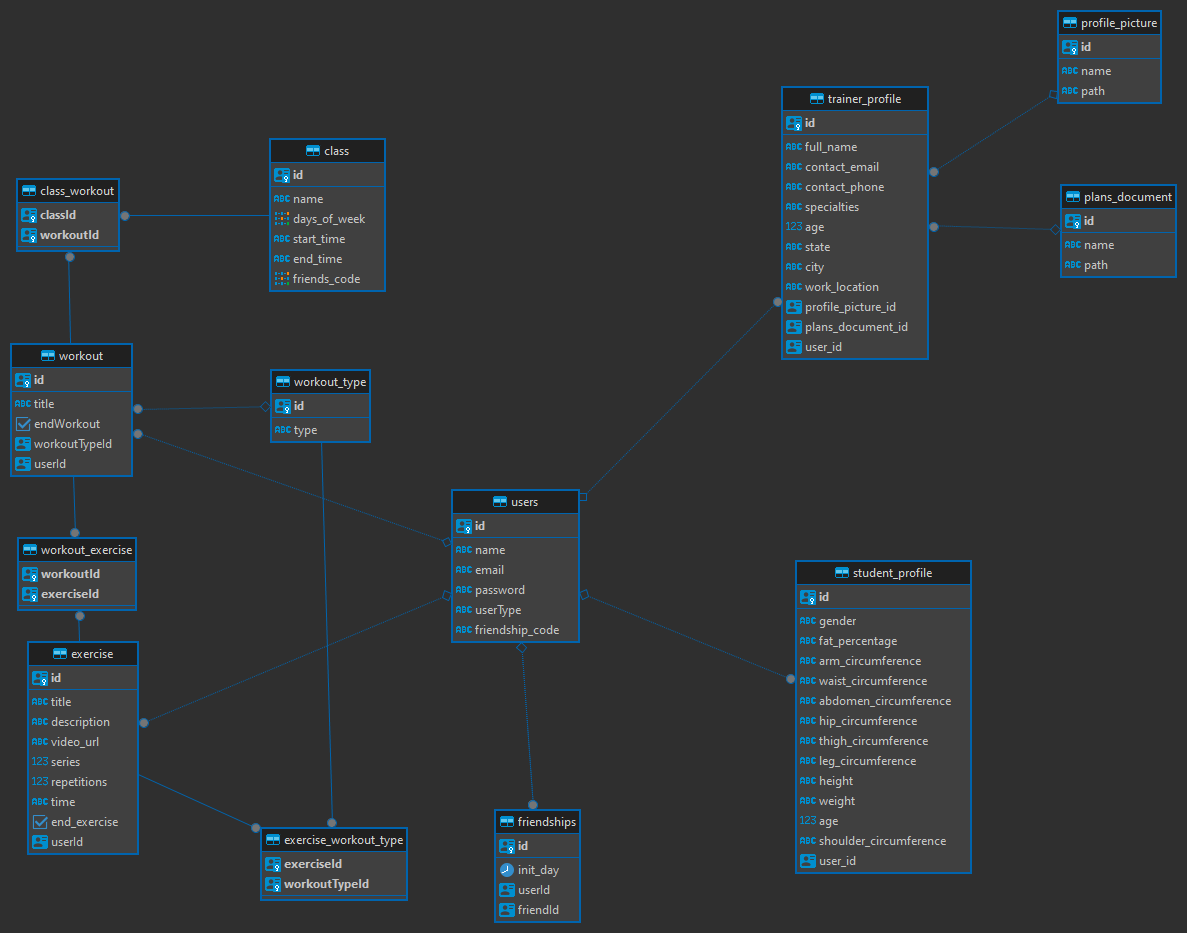 profile_picture
id
ABC name
ABC path
trainer_profile
id
ABC full_name
ABC contact_email
ABC contact_phone
ABC specialties
123 age
ABC state
ABC city
ABC work_location
profile_picture_id
plans_document_id
user_id
plans_document
id
ABC name
ABC path
class
id
ABC name
days_of_week
ABC start_time
ABC end_time
friends_code
class_workout
classId
workoutId
workout
id
ABC title
endWorkout
workoutTypeId
userId
workout_type
id
ABC type
users
id
ABC name
ABC email
ABC password
ABC userType
ABC friendship_code
workout_exercise
workoutId
exerciseId
exercise
id
ABC title
ABC description
ABC video_url
123 series
123 repetitions
ABC time
end_exercise
userId
exercise_workout_type
exerciseId
workoutTypeId
friendships
id
init_day
userId
friendId
student_profile
id
ABC gender
ABC fat_percentage
ABC arm_circumference
ABC waist_circumference
ABC abdomen_circumference
ABC hip_circumference
ABC thigh_circumference
ABC leg_circumference
ABC height
ABC weight
123 age
ABC shoulder_circumference
user_id